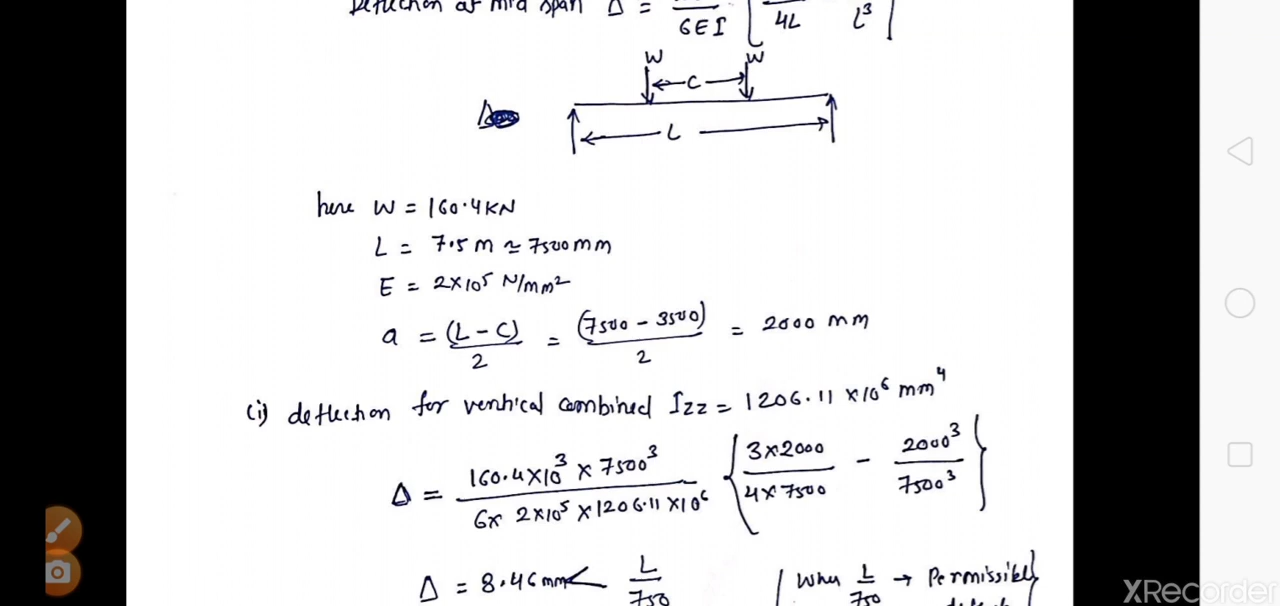 Deflection at mid span Δ = / 6EI [ / 4L L³ ]
W W
C
Δ
L
here W = 160.4 KN
L = 7.5 m ≃ 7500 mm
E = 2×10⁵ N/mm²
a = (L - C)/2 = (7500 - 3500)/2 = 2000 mm
(i) deflection for vertical combined Izz = 1206.11 ×10⁶ mm⁴
Δ = 160.4×10³ × 7500³ / 6× 2×10⁵ ×1206.11 ×10⁶ { 3×2000 / 4×7500 - 2000³ / 7500³ }
Δ = 8.46 mm < L/750 { When L/750 → Permissible }
XRecorder